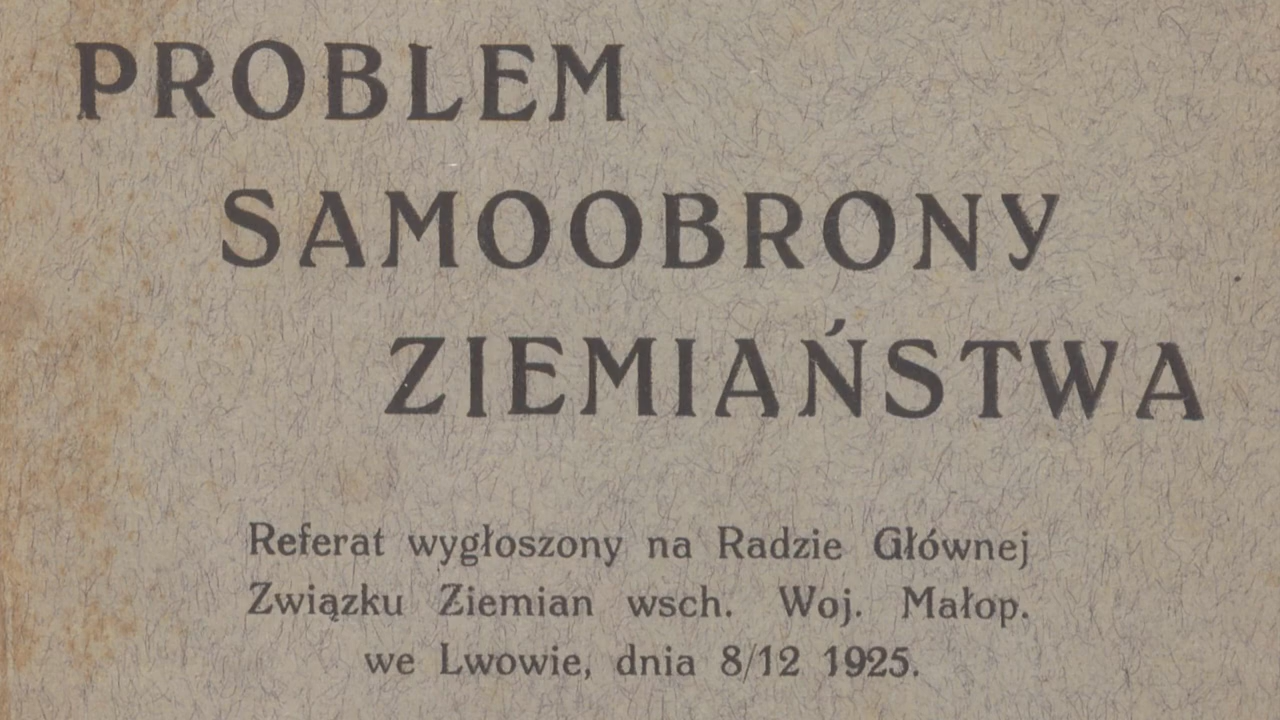 PROBLEM
SAMOOBRONY
ZIEMIAŃSTWA
Referat wygłoszony na Radzie Głównej
Związku Ziemian wsch. Woj. Małop.
we Lwowie, dnia 8/12 1925.